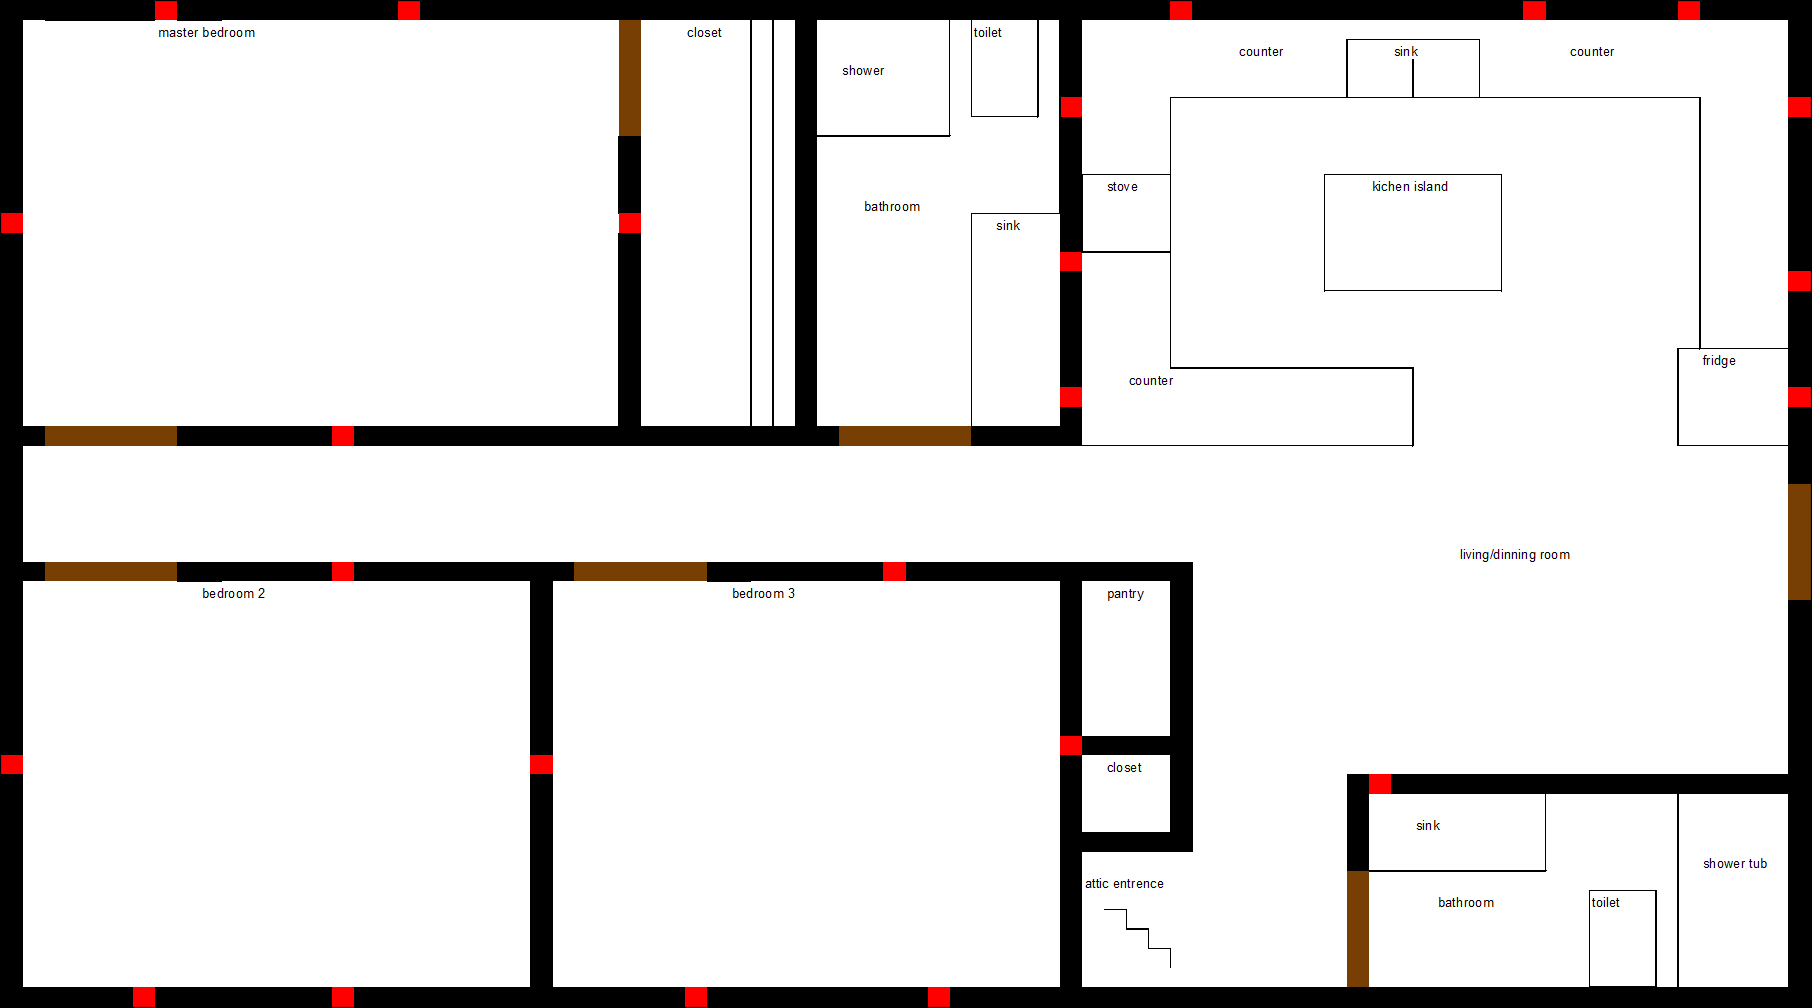 master bedroom
closet
toilet
counter
sink
counter
shower
stove
kichen island
bathroom
sink
fridge
counter
living/dinning room
bedroom 2
bedroom 3
pantry
closet
sink
shower tub
attic entrence
bathroom
toilet